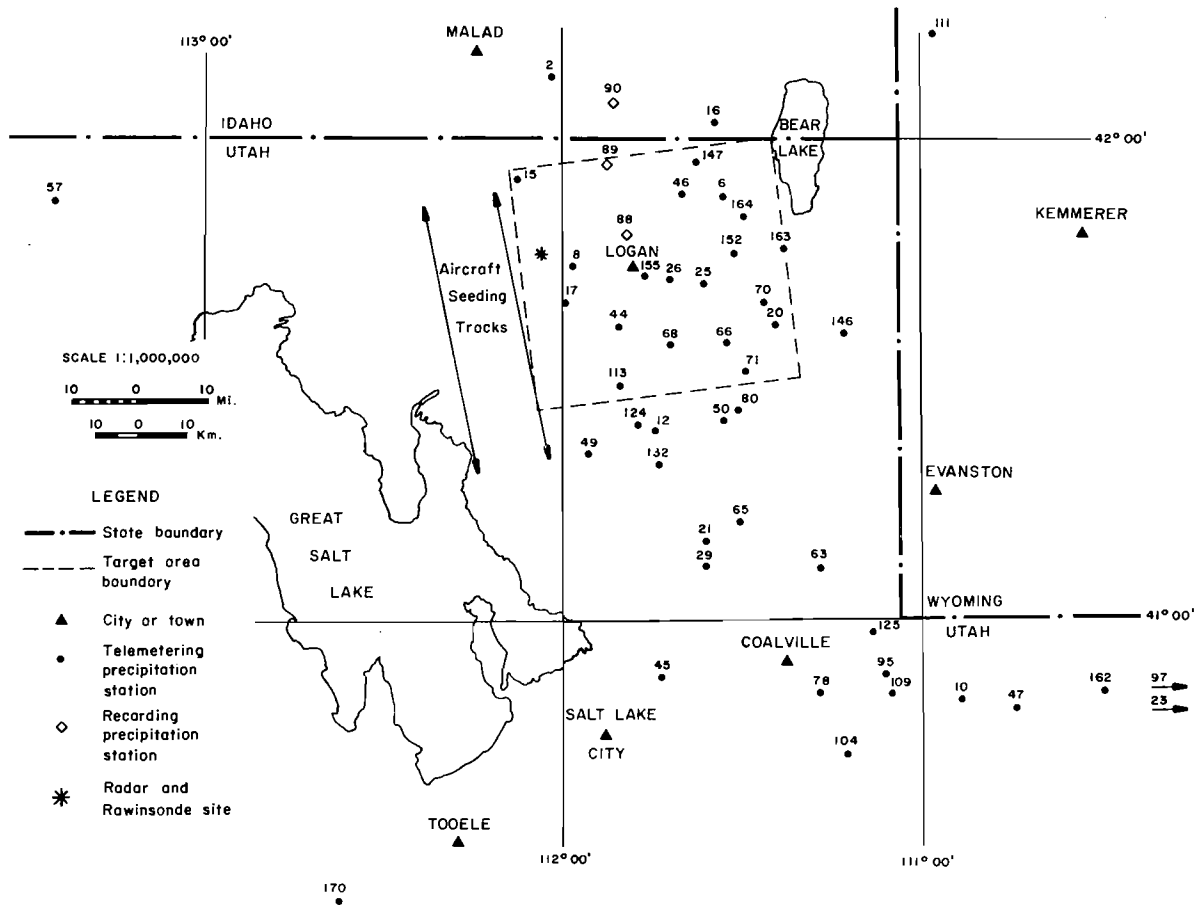 111
113° 00'
MALAD
2
90
16
IDAHO
UTAH
BEAR
LAKE
42° 00'
89
147
15
46
6
57
164
KEMMERER
88
152
163
LOGAN
8
155
26
25
Aircraft
Seeding
Tracks
17
70
44
20
146
68
66
SCALE 1:1,000,000
71
10 0 10 MI.
113
10 0 10 Km.
80
124
12
50
49
132
EVANSTON
LEGEND
State boundary
Target area
boundary
City or town
Telemetering
precipitation
station
Recording
precipitation
station
Radar and
Rawinsonde site
GREAT
SALT
LAKE
65
21
29
63
WYOMING
UTAH
41° 00'
125
COALVILLE
45
95
78
109
10
47
162
97
23
SALT LAKE
CITY
104
TOOELE
112° 00'
111° 00'
170